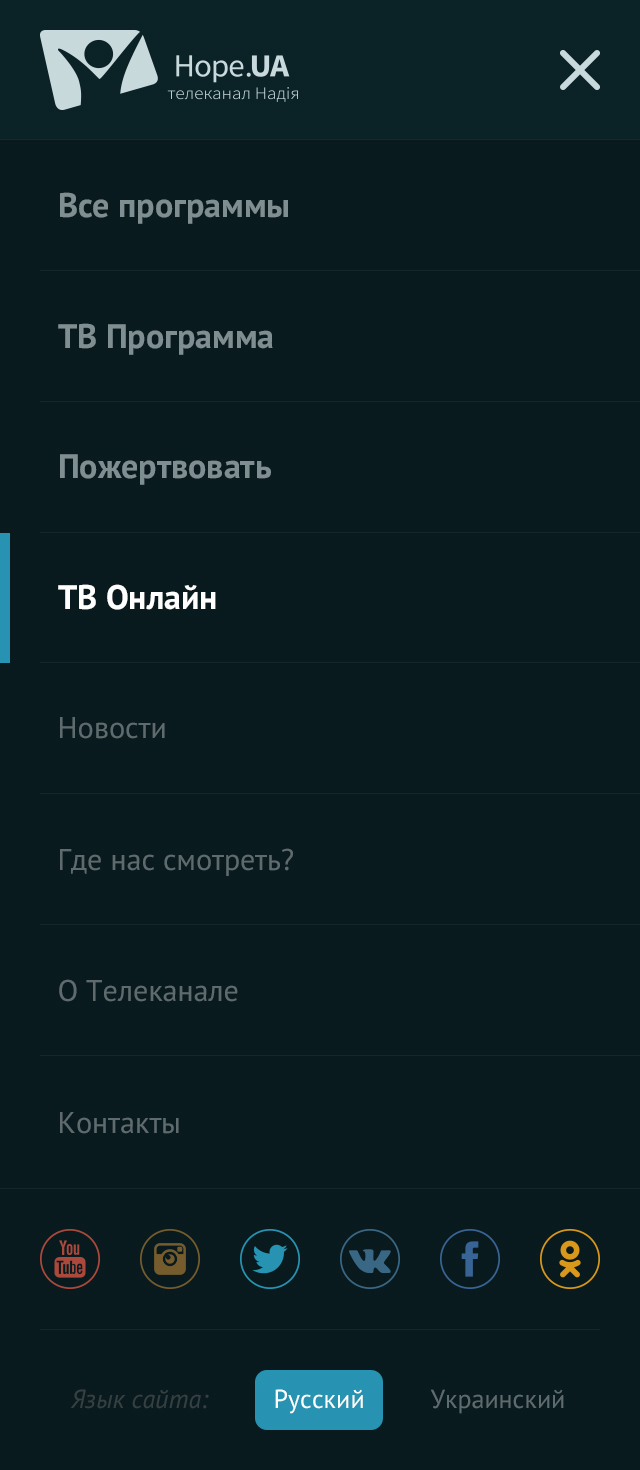 Hope.UA
телеканал Надія
Все программы
ТВ Программа
Пожертвовать
ТВ Онлайн
Новости
Где нас смотреть?
О Телеканале
Контакты
You
Tube
Язык сайта:
Русский
Украинский